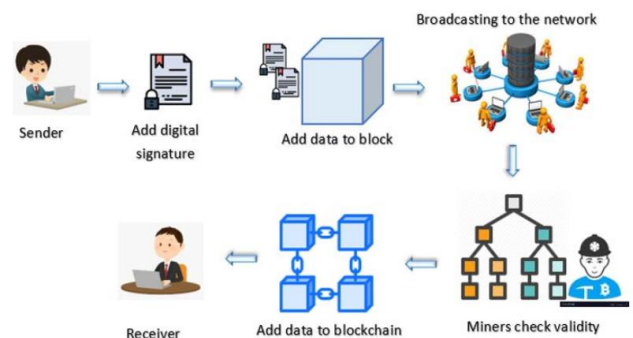 Broadcasting to the network
Sender
Add digital
signature
Add data to block
Miners check validity
Add data to blockchain
Receiver